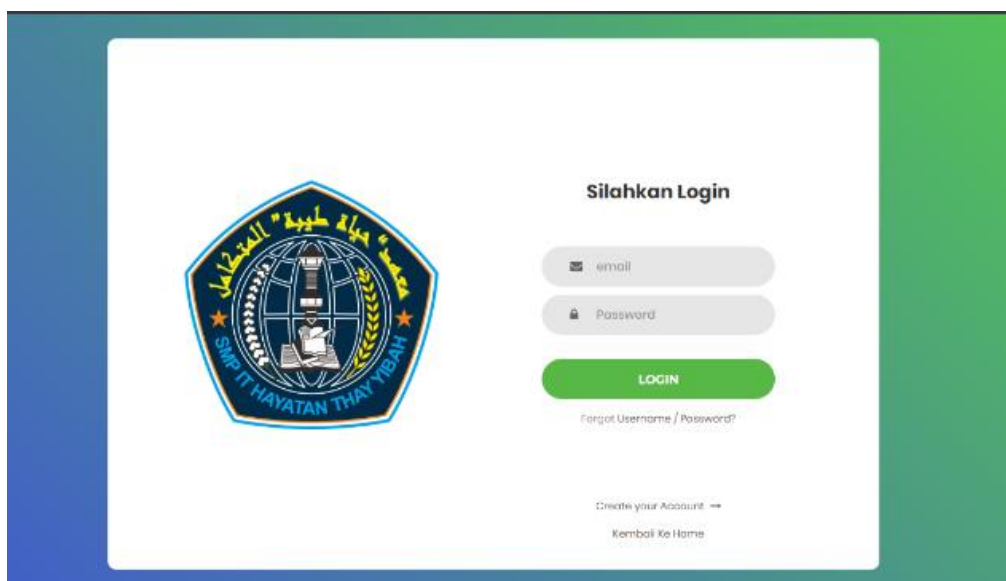 معهد "حياة طيبة" المتكامل
SMP IT HAYATAN THAYYIBAH
Silahkan Login
email
Password
LOGIN
Forgot Username / Password?
Create your Account →
Kembali Ke Home